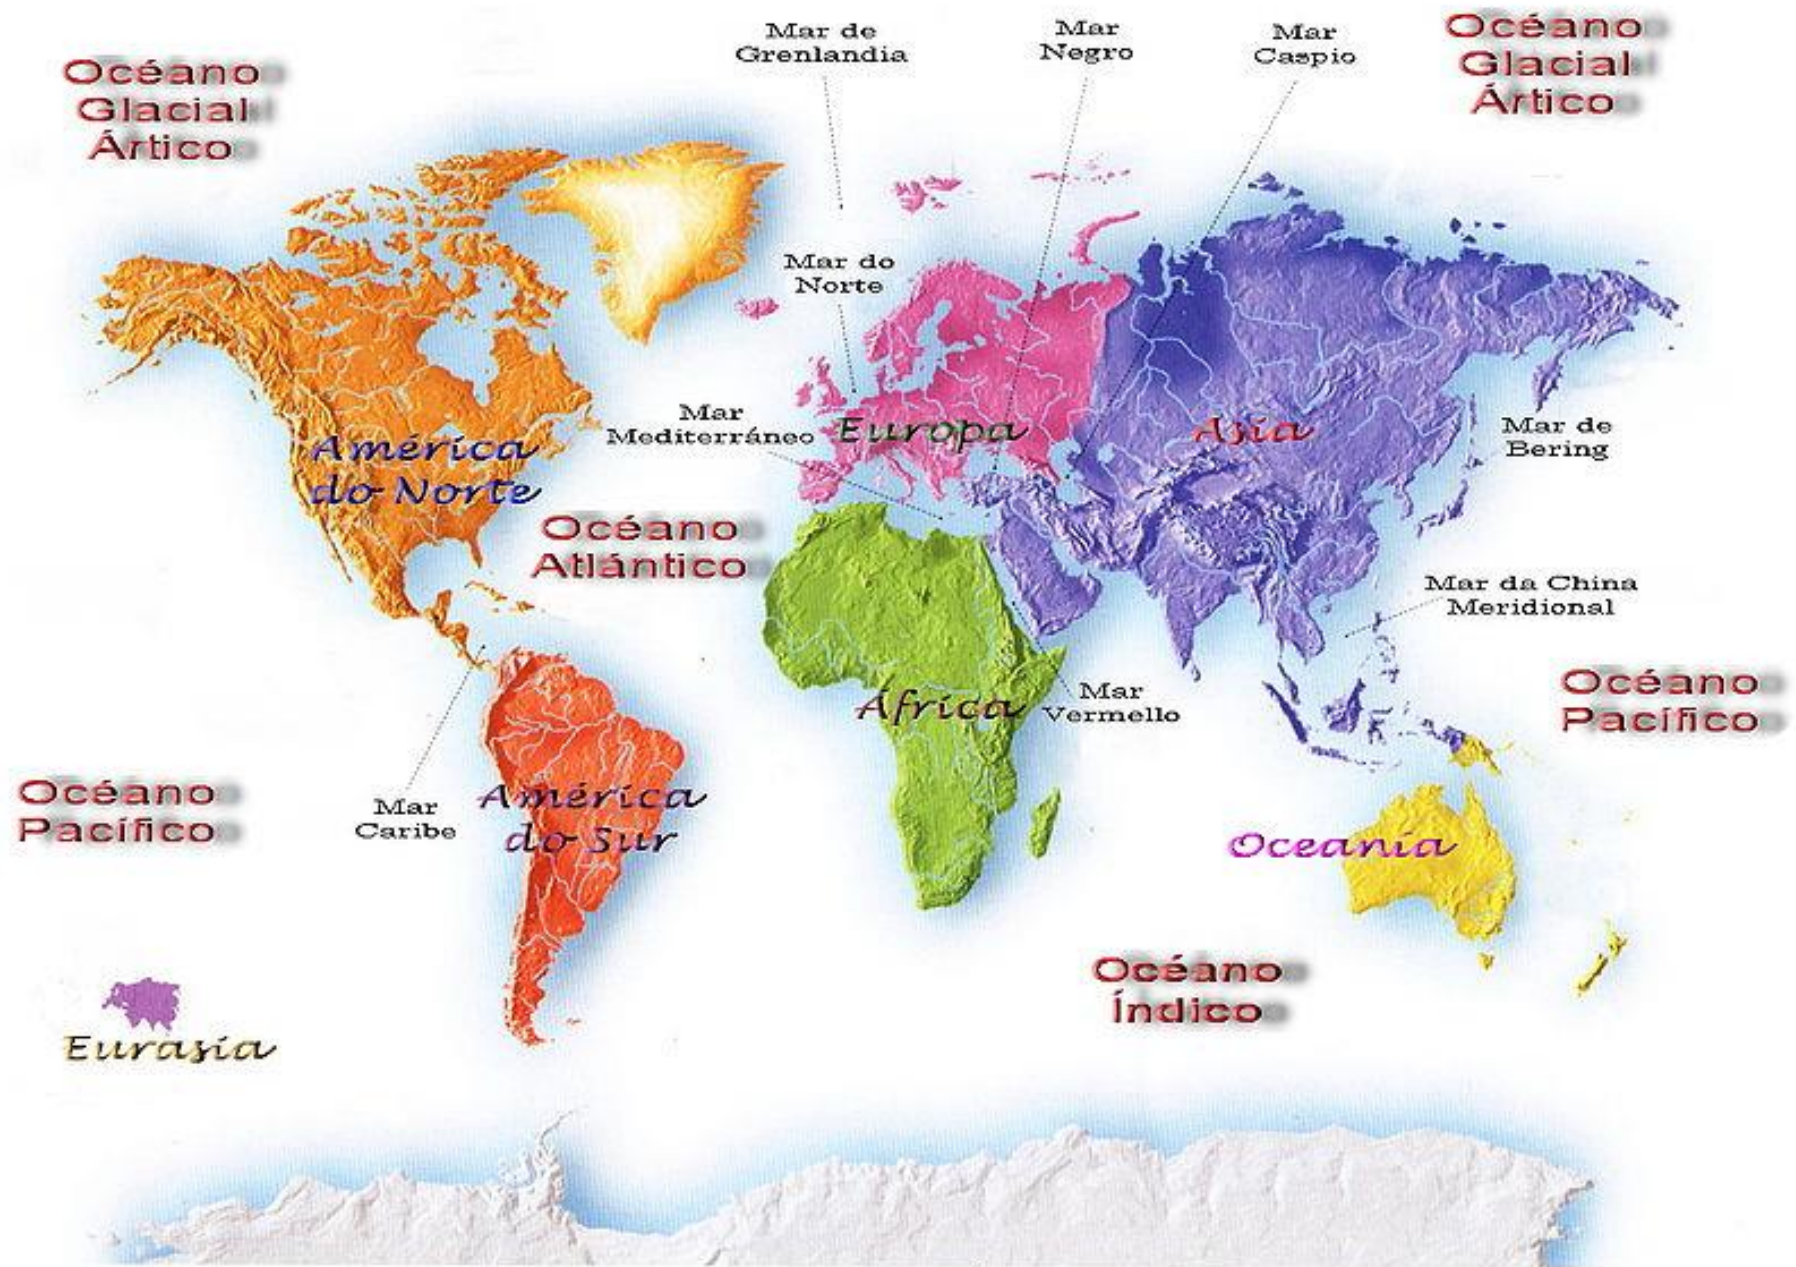 Mar de
Grenlandia
Mar
Negro
Mar
Caspio
Océano
Glacial
Ártico
Océano
Glacial
Ártico
Mar do
Norte
Mar
Mediterráneo
Europa
Asia
Mar de
Bering
América
do Norte
Océano
Atlántico
Mar da China
Meridional
África
Mar
Vermello
Océano
Pacífico
Océano
Pacífico
Mar
Caribe
América
do Sur
Oceanía
Océano
Índico
Eurasia